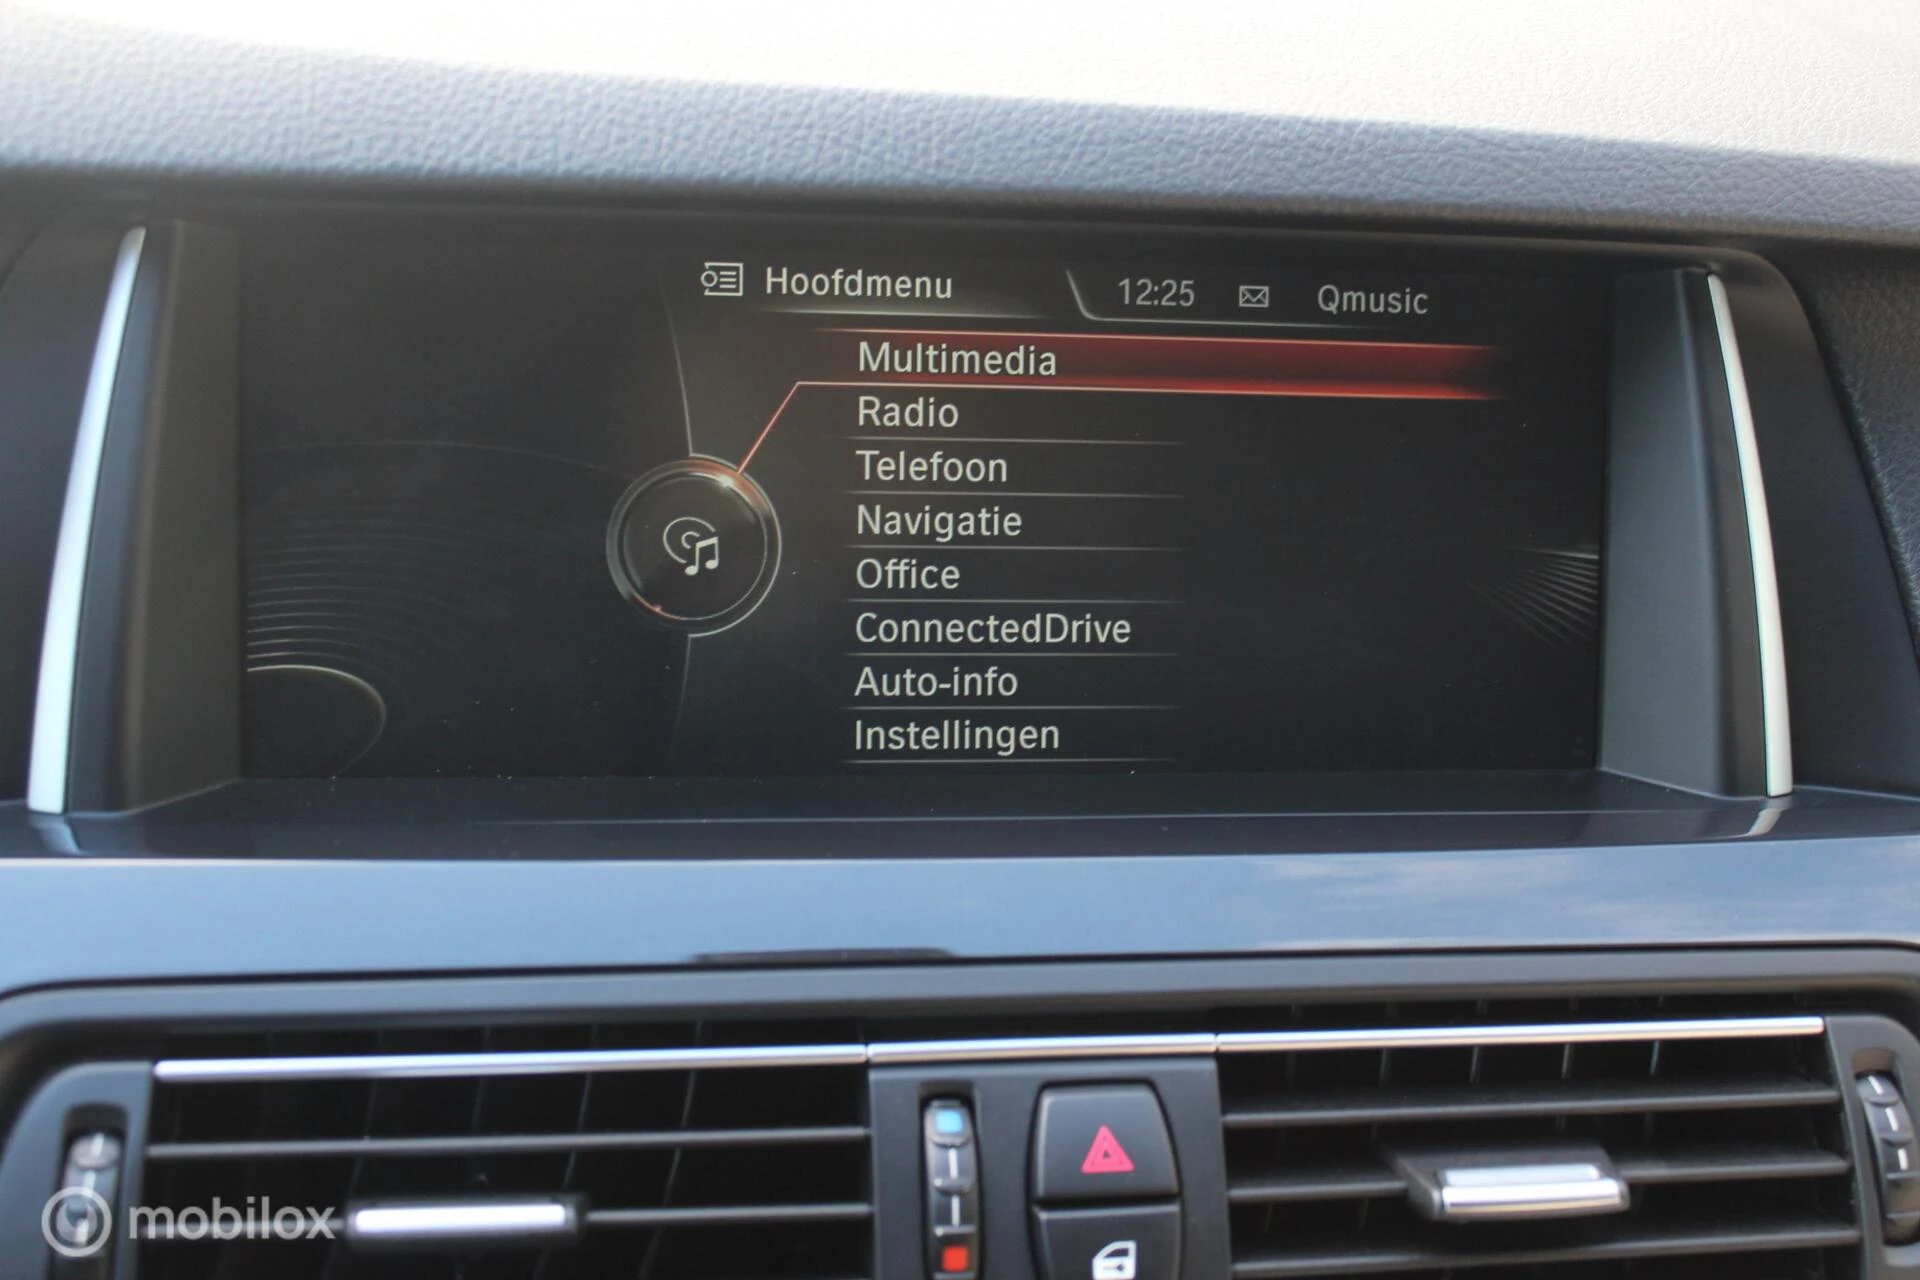 Hoofdmenu 12:25 Qmusic
Multimedia
Radio
Telefoon
Navigatie
Office
ConnectedDrive
Auto-info
Instellingen
mobilox